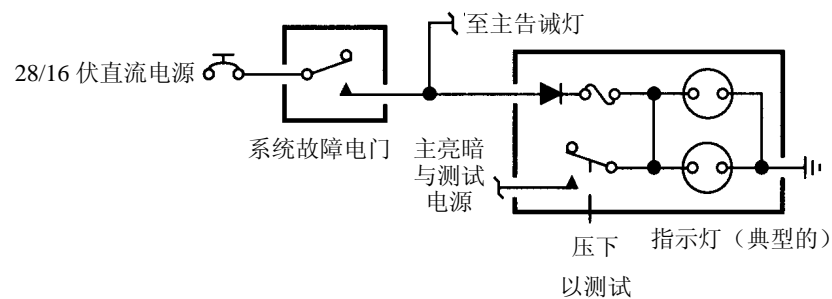 至主告诫灯
28/16 伏直流电源
系统故障电门
主亮暗
与测试
电源
压下
以测试
指示灯（典型的）